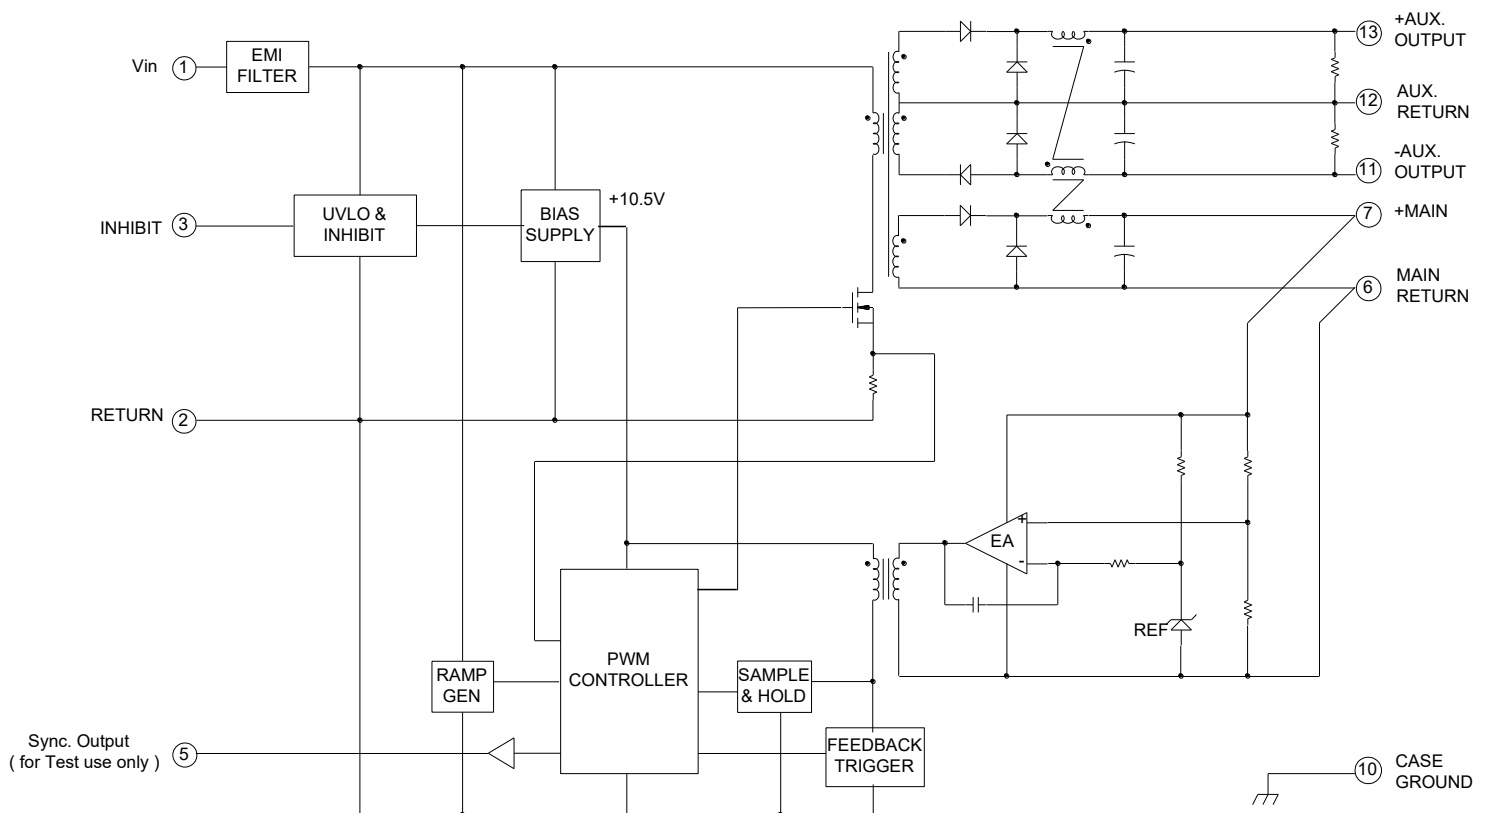 +AUX.
OUTPUT
13
EMI
FILTER
Vin
1
AUX.
RETURN
12
-AUX.
OUTPUT
11
+10.5V
UVLO &
INHIBIT
BIAS
SUPPLY
INHIBIT
3
7
+MAIN
MAIN
RETURN
6
RETURN
2
+
EA
-
REF
PWM
CONTROLLER
RAMP
GEN
SAMPLE
& HOLD
Sync. Output
( for Test use only )
5
FEEDBACK
TRIGGER
10
CASE
GROUND